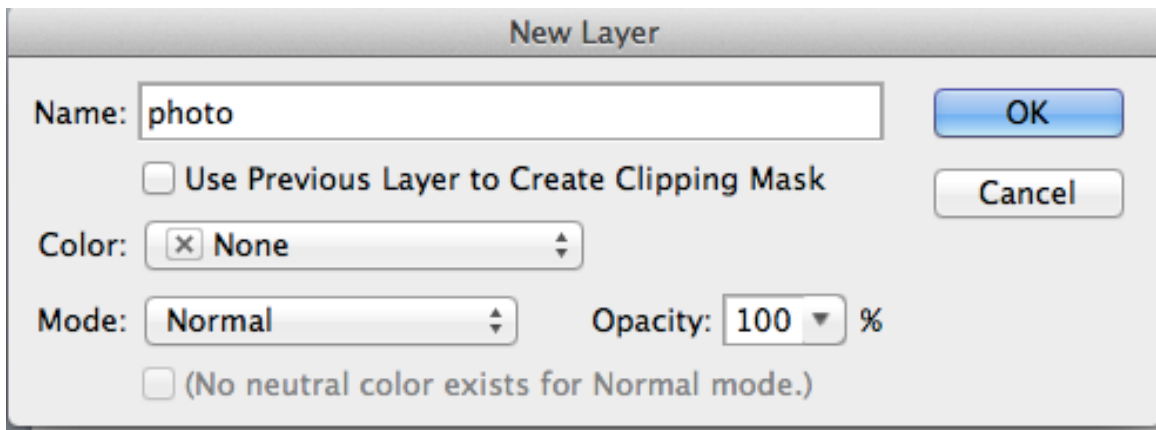 New Layer
Name: photo
OK
Use Previous Layer to Create Clipping Mask
Cancel
Color: None
Mode: Normal Opacity: 100 %
(No neutral color exists for Normal mode.)